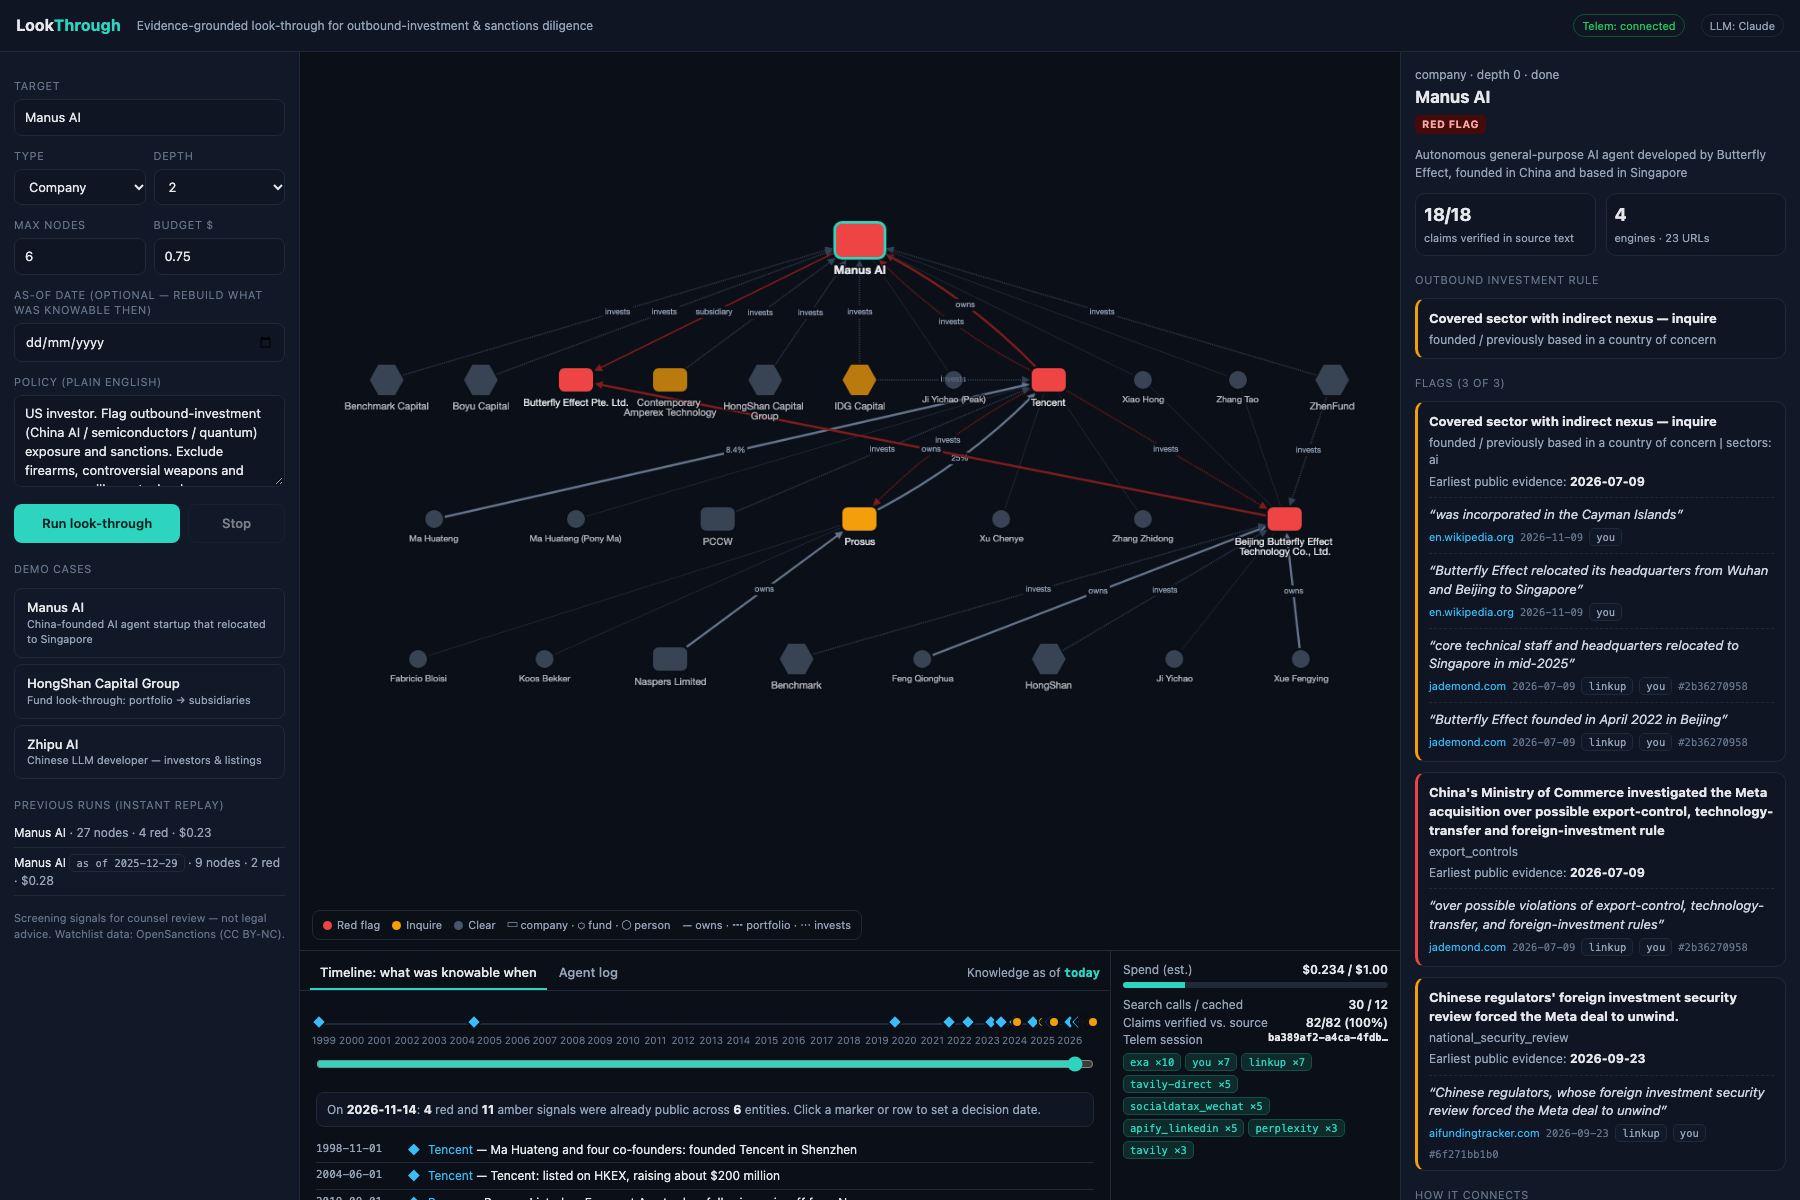 LookThrough
Evidence-grounded look-through for outbound-investment & sanctions diligence
Telem: connected
LLM: Claude
TARGET
Manus AI
TYPE
DEPTH
Company
2
MAX NODES
BUDGET $
6
0.75
AS-OF DATE (OPTIONAL — REBUILD WHAT
WAS KNOWABLE THEN)
dd/mm/yyyy
POLICY (PLAIN ENGLISH)
US investor. Flag outbound-investment
(China AI / semiconductors / quantum)
exposure and sanctions. Exclude
firearms, controversial weapons and
Run look-through
Stop
DEMO CASES
Manus AI
China-founded AI agent startup that relocated
to Singapore
HongShan Capital Group
Fund look-through: portfolio → subsidiaries
Zhipu AI
Chinese LLM developer — investors & listings
PREVIOUS RUNS (INSTANT REPLAY)
Manus AI · 27 nodes · 4 red · $0.23
Manus AI as of 2025-12-29 · 9 nodes · 2 red
· $0.28
Screening signals for counsel review — not legal
advice. Watchlist data: OpenSanctions (CC BY-NC).
Manus AI
owns
invests
invests
subsidiary
invests
invests
invests
invests
invests
Benchmark Capital
Boyu Capital
Butterfly Effect Pte. Ltd.
Contemporary
Amperex Technology
HongShan Capital
Group
IDG Capital
invests
Ji Yichao (Peak)
Tencent
Xiao Hong
Zhang Tao
ZhenFund
8.4%
invests
invests
owns
25%
invests
invests
Ma Huateng
Ma Huateng (Pony Ma)
PCCW
Prosus
Xu Chenye
Zhang Zhidong
Beijing Butterfly Effect
Technology Co., Ltd.
owns
invests
owns
invests
owns
Fabricio Bloisi
Koos Bekker
Naspers Limited
Benchmark
Feng Qionghua
HongShan
Ji Yichao
Xue Fengying
Red flag
Inquire
Clear
company · fund · person
owns · portfolio · invests
Timeline: what was knowable when
Agent log
Knowledge as of today
1999 2000 2001 2002 2003 2004 2005 2006 2007 2008 2009 2010 2011 2012 2013 2014 2015 2016 2017 2018 2019 2020 2021 2022 2023 2024 2025 2026
On 2026-11-14: 4 red and 11 amber signals were already public across 6 entities. Click a marker or row to set a decision date.
1998-11-01 Tencent — Ma Huateng and four co-founders: founded Tencent in Shenzhen
2004-06-01 Tencent — Tencent: listed on HKEX, raising about $200 million
Spend (est.) $0.234 / $1.00
Search calls / cached 30 / 12
Claims verified vs. source 82/82 (100%)
Telem session ba389af2-a4ca-4fdb…
exa ×10
you ×7
linkup ×7
tavily-direct ×5
socialdatax_wechat ×5
apify_linkedin ×5
perplexity ×3
tavily ×3
company · depth 0 · done
Manus AI
RED FLAG
Autonomous general-purpose AI agent developed by Butterfly
Effect, founded in China and based in Singapore
18/18
claims verified in source text
4
engines · 23 URLs
OUTBOUND INVESTMENT RULE
Covered sector with indirect nexus — inquire
founded / previously based in a country of concern
FLAGS (3 OF 3)
Covered sector with indirect nexus — inquire
founded / previously based in a country of concern | sectors:
ai
Earliest public evidence: 2026-07-09
“was incorporated in the Cayman Islands”
en.wikipedia.org 2026-11-09 you
“Butterfly Effect relocated its headquarters from Wuhan
and Beijing to Singapore”
en.wikipedia.org 2026-11-09 you
“core technical staff and headquarters relocated to
Singapore in mid-2025”
jademond.com 2026-07-09 linkup you #2b36270958
“Butterfly Effect founded in April 2022 in Beijing”
jademond.com 2026-07-09 linkup you #2b36270958
China's Ministry of Commerce investigated the Meta
acquisition over possible export-control, technology-
transfer and foreign-investment rule
export_controls
Earliest public evidence: 2026-07-09
“over possible violations of export-control, technology-
transfer, and foreign-investment rules”
jademond.com 2026-07-09 linkup you #2b36270958
Chinese regulators' foreign investment security
review forced the Meta deal to unwind.
national_security_review
Earliest public evidence: 2026-09-23
“Chinese regulators, whose foreign investment security
review forced the Meta deal to unwind”
aifundingtracker.com 2026-09-23 linkup you
#6f271bb1b0
HOW IT CONNECTS